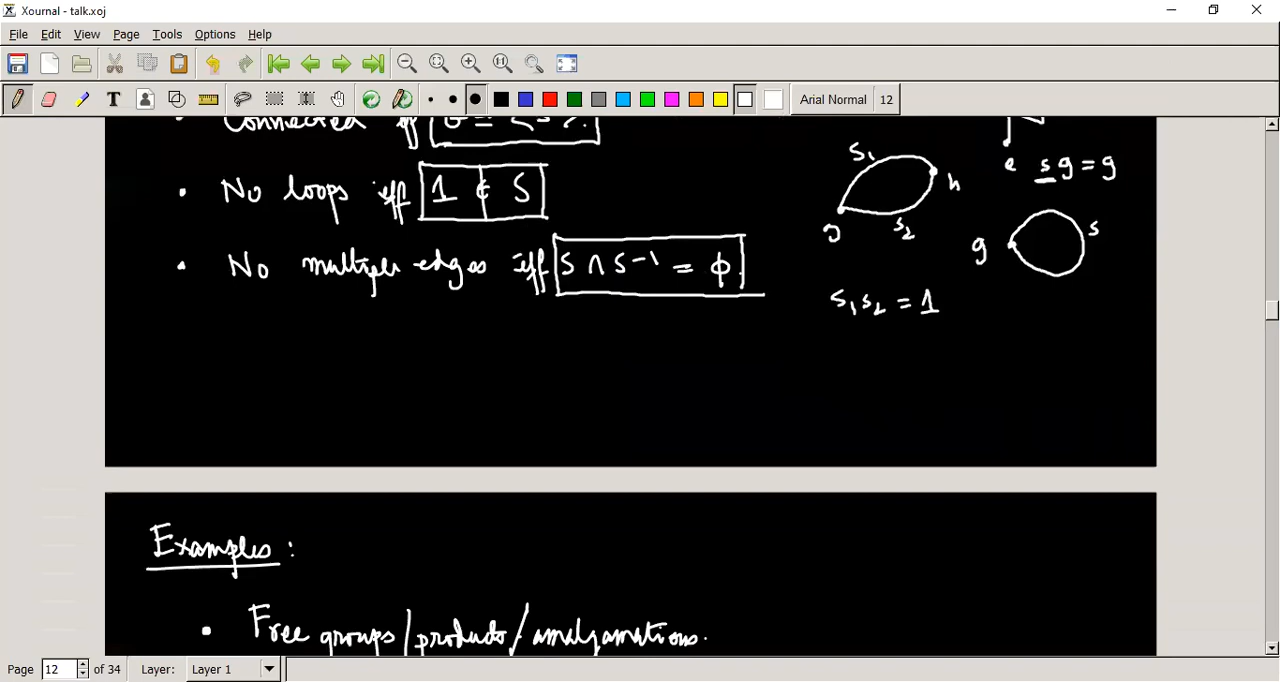 Xournal - talk.xoj
File Edit View Page Tools Options Help
Arial Normal 12
• Connected iff G = < S >.
• No loops iff 1 ∉ S
• No multiple edges iff S ∩ S⁻¹ = φ.
s₁
h
g
s₂
s₁s₂ = 1
e
sg = g
g
s
Examples:
• Free groups/products/amalgamations.
Page 12 of 34 Layer: Layer 1